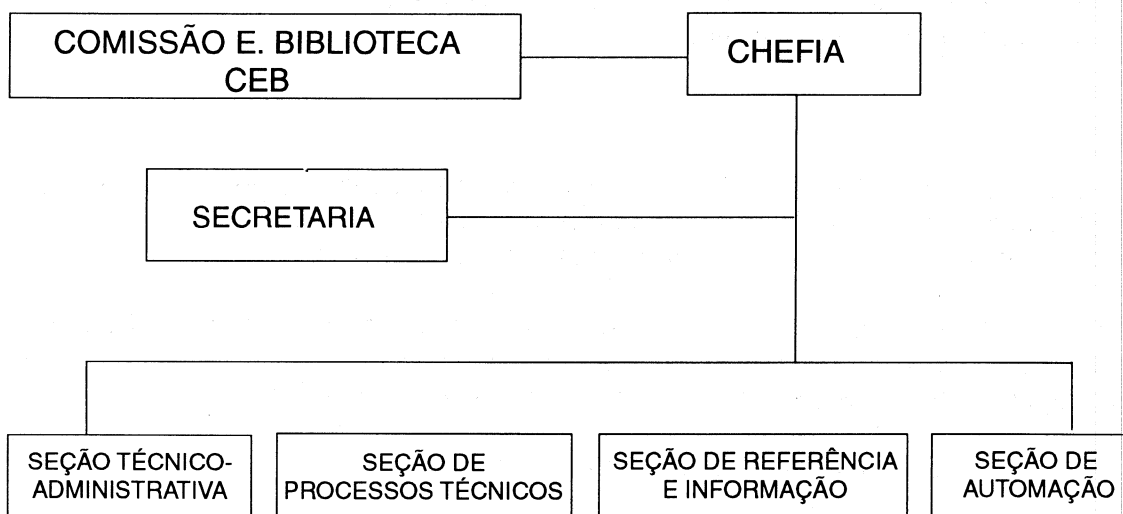 COMISSÃO E. BIBLIOTECA
CEB
CHEFIA
SECRETARIA
SEÇÃO TÉCNICO-
ADMINISTRATIVA
SEÇÃO DE
PROCESSOS TÉCNICOS
SEÇÃO DE REFERÊNCIA
E INFORMAÇÃO
SEÇÃO DE
AUTOMAÇÃO